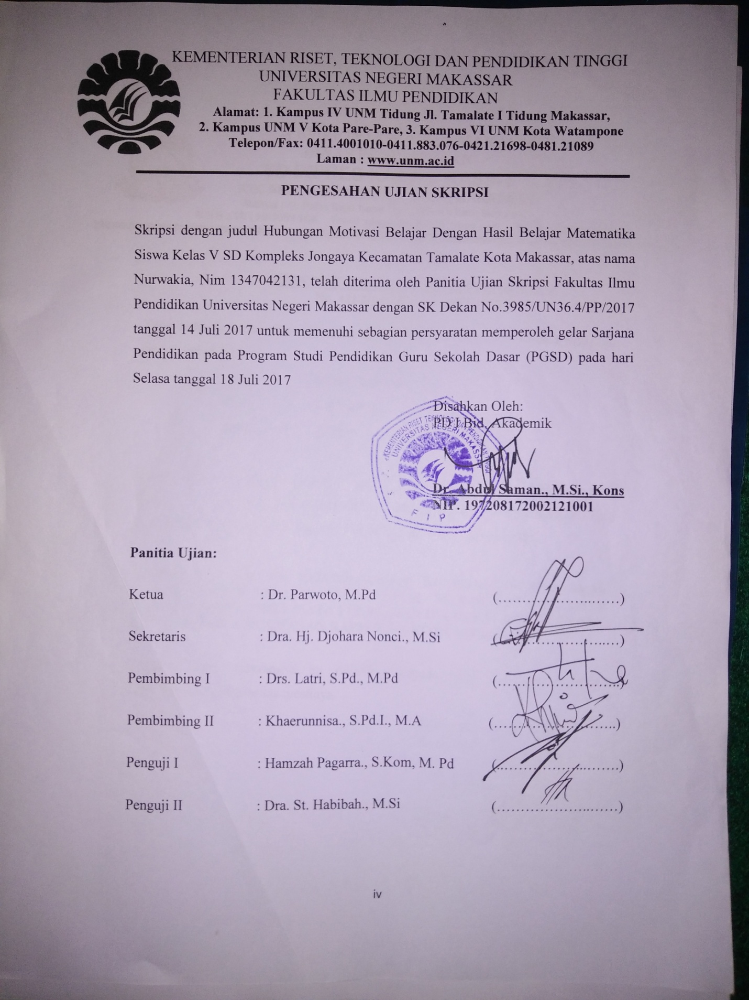 KEMENTERIAN RISET, TEKNOLOGI DAN PENDIDIKAN TINGGI
UNIVERSITAS NEGERI MAKASSAR
FAKULTAS ILMU PENDIDIKAN
Alamat: 1. Kampus IV UNM Tidung Jl. Tamalate I Tidung Makassar,
2. Kampus UNM V Kota Pare-Pare, 3. Kampus VI UNM Kota Watampone
Telepon/Fax: 0411.4001010-0411.883.076-0421.21698-0481.21089
Laman : www.unm.ac.id
PENGESAHAN UJIAN SKRIPSI
Skripsi dengan judul Hubungan Motivasi Belajar Dengan Hasil Belajar Matematika
Siswa Kelas V SD Kompleks Jongaya Kecamatan Tamalate Kota Makassar, atas nama
Nurwakia, Nim 1347042131, telah diterima oleh Panitia Ujian Skripsi Fakultas Ilmu
Pendidikan Universitas Negeri Makassar dengan SK Dekan No.3985/UN36.4/PP/2017
tanggal 14 Juli 2017 untuk memenuhi sebagian persyaratan memperoleh gelar Sarjana
Pendidikan pada Program Studi Pendidikan Guru Sekolah Dasar (PGSD) pada hari
Selasa tanggal 18 Juli 2017
Disahkan Oleh:
PD I Bid. Akademik
KEMENTERIAN RISET TEKNOLOGI DAN PENDIDIKAN TINGGI
UNIVERSITAS NEGERI MAKASSAR
F I P
Dr. Abdul Saman., M.Si., Kons
NIP. 197208172002121001
Panitia Ujian:
Ketua : Dr. Parwoto, M.Pd (..............................)
Sekretaris : Dra. Hj. Djohara Nonci., M.Si (..............................)
Pembimbing I : Drs. Latri, S.Pd., M.Pd (..............................)
Pembimbing II : Khaerunnisa., S.Pd.I., M.A (..............................)
Penguji I : Hamzah Pagarra., S.Kom, M. Pd (..............................)
Penguji II : Dra. St. Habibah., M.Si (..............................)
iv